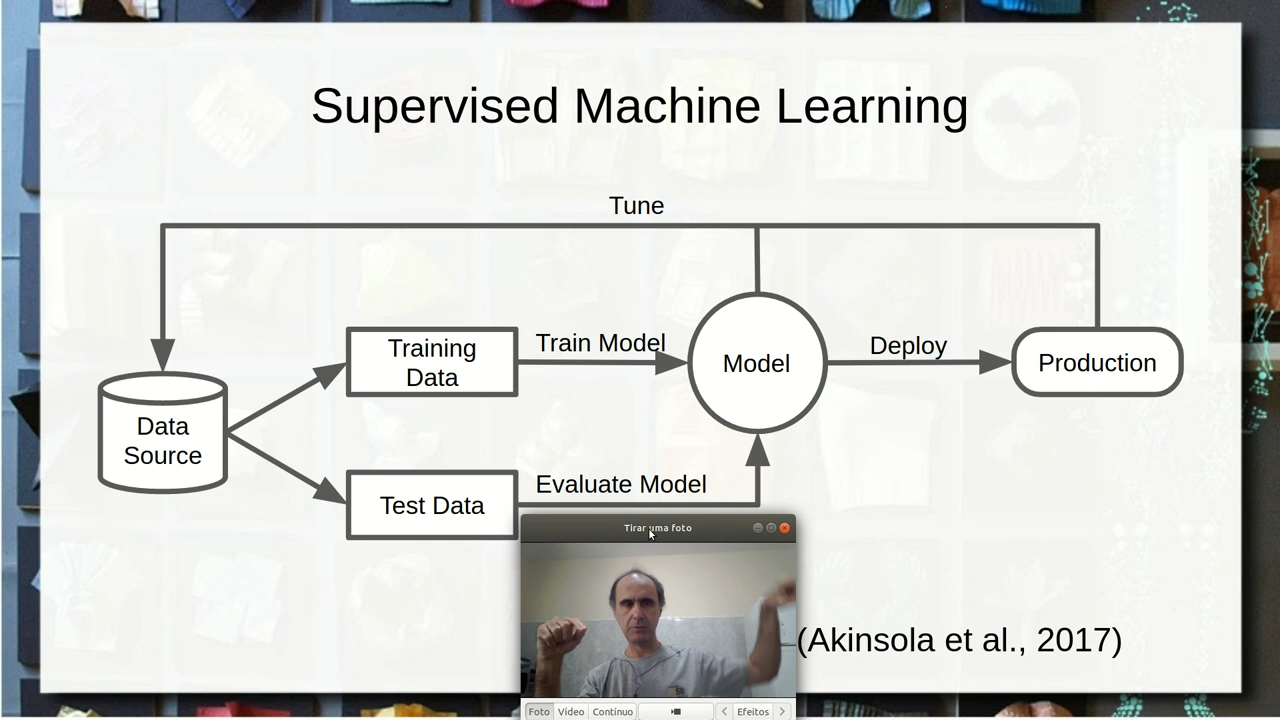 Supervised Machine Learning
Tune
Training
Data
Train Model
Model
Deploy
Production
Data
Source
Test Data
Evaluate Model
Tirar uma foto
(Akinsola et al., 2017)
Foto
Vídeo
Contínuo
Efeitos